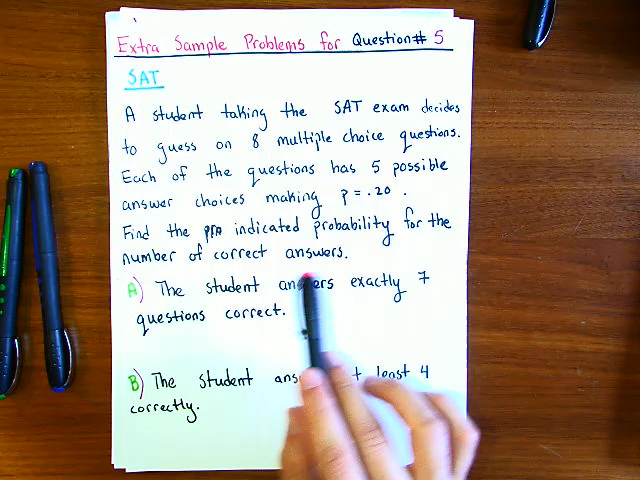 Extra Sample Problems for Question# 5
SAT
A student taking the SAT exam decides
to guess on 8 multiple choice questions.
Each of the questions has 5 possible
answer choices making p = .20 .
Find the indicated probability for the
number of correct answers.
A) The student answers exactly 7
questions correct.
B) The student least 4
correctly.